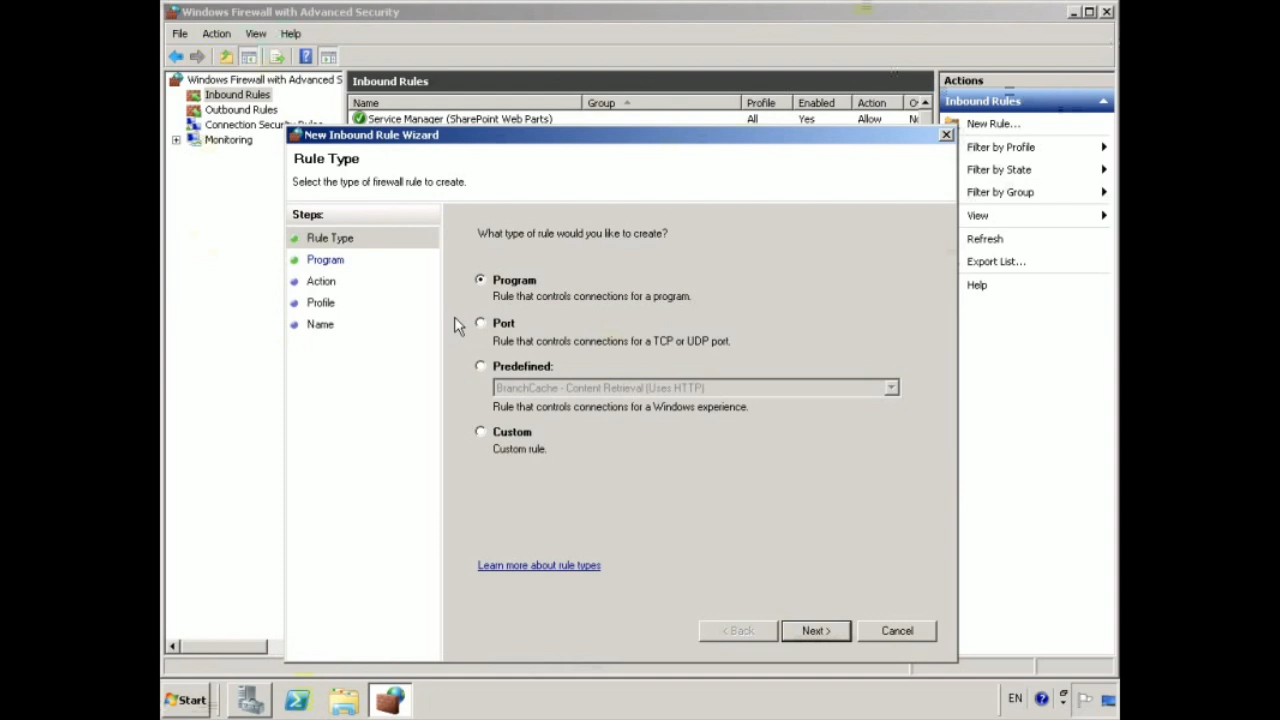 Windows Firewall with Advanced Security
File Action View Help
Windows Firewall with Advanced S
Inbound Rules
Outbound Rules
Connection Security Rules
Monitoring
Inbound Rules
Name Group Profile Enabled Action
Service Manager (SharePoint Web Parts) All Yes Allow
Actions
Inbound Rules
New Rule...
Filter by Profile
Filter by State
Filter by Group
View
Refresh
Export List...
Help
New Inbound Rule Wizard
Rule Type
Select the type of firewall rule to create.
Steps:
Rule Type
Program
Action
Profile
Name
What type of rule would you like to create?
Program
Rule that controls connections for a program.
Port
Rule that controls connections for a TCP or UDP port.
Predefined:
BranchCache - Content Retrieval (Uses HTTP)
Rule that controls connections for a Windows experience.
Custom
Custom rule.
Learn more about rule types
< Back Next > Cancel
Start EN